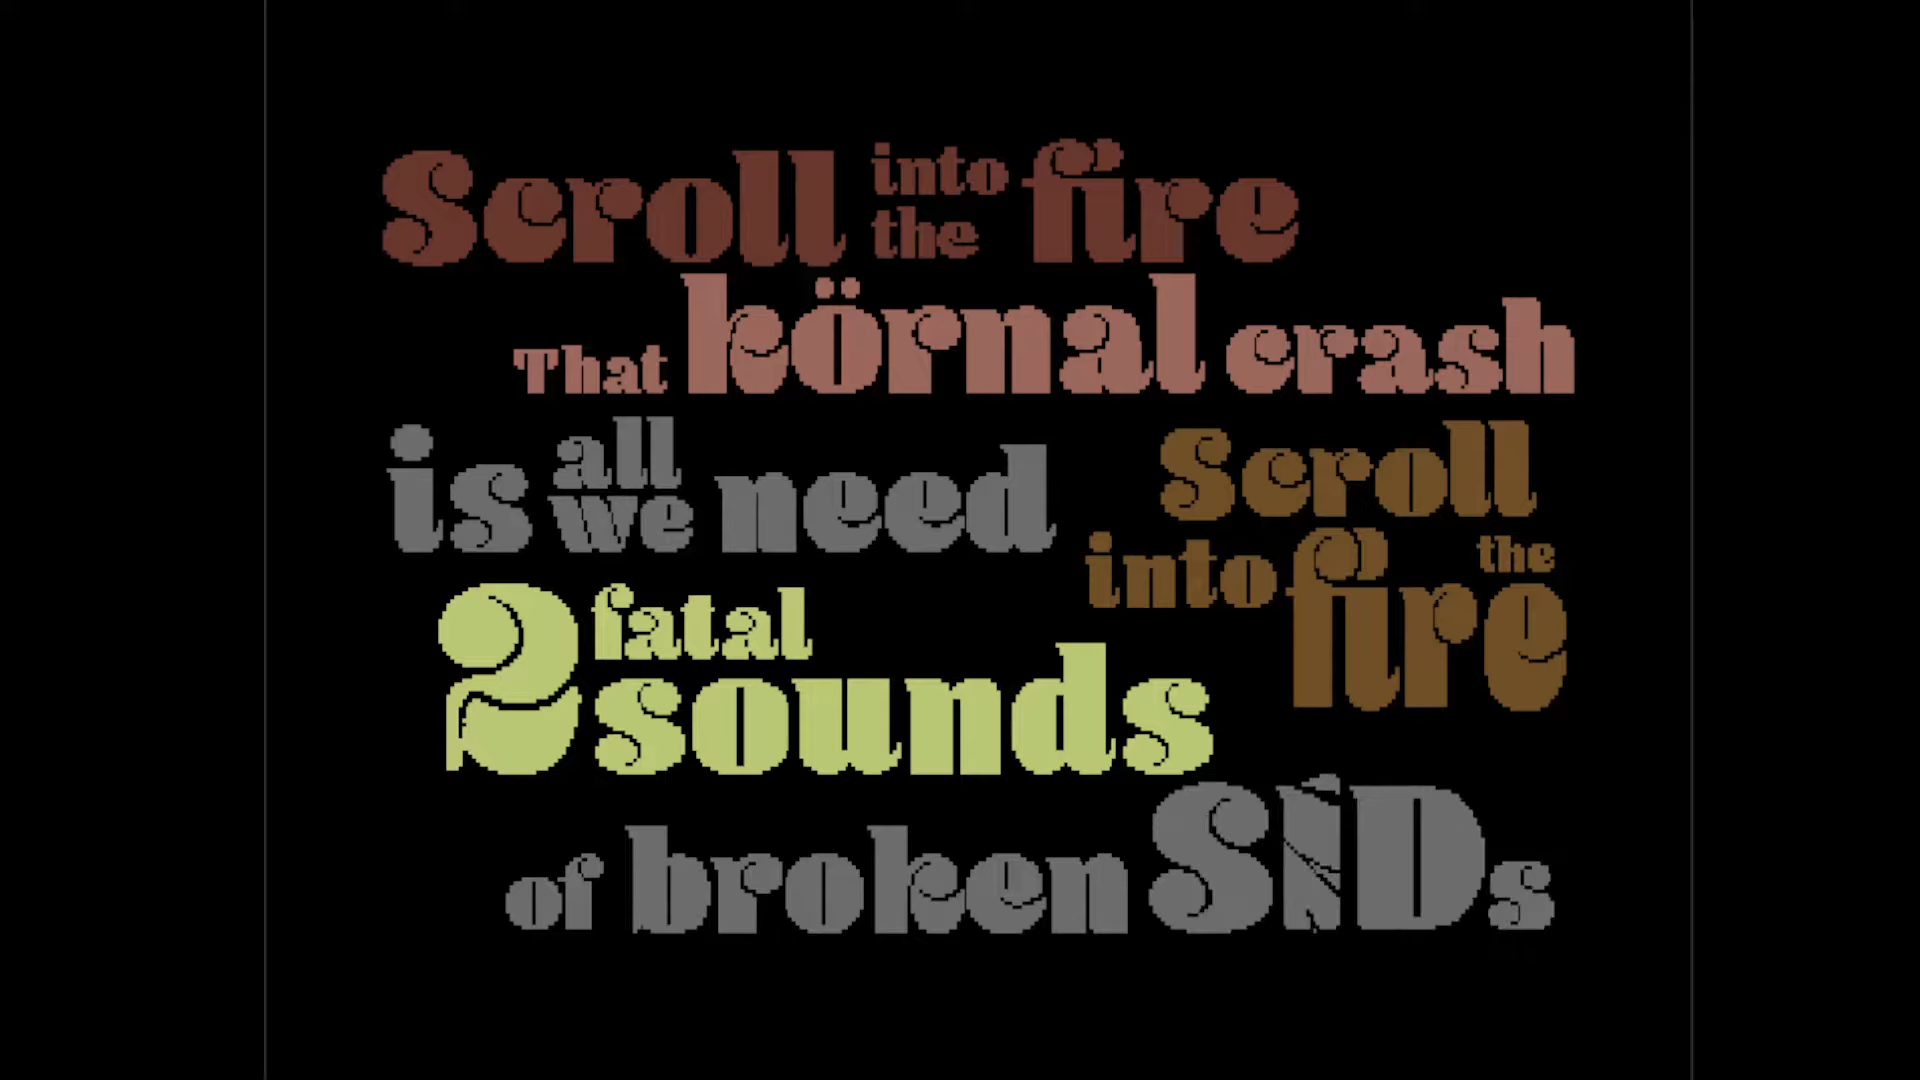 Scroll into the fire
That körnal crash
is all we need
Scroll into the fire
2 fatal sounds
of broken SIDs